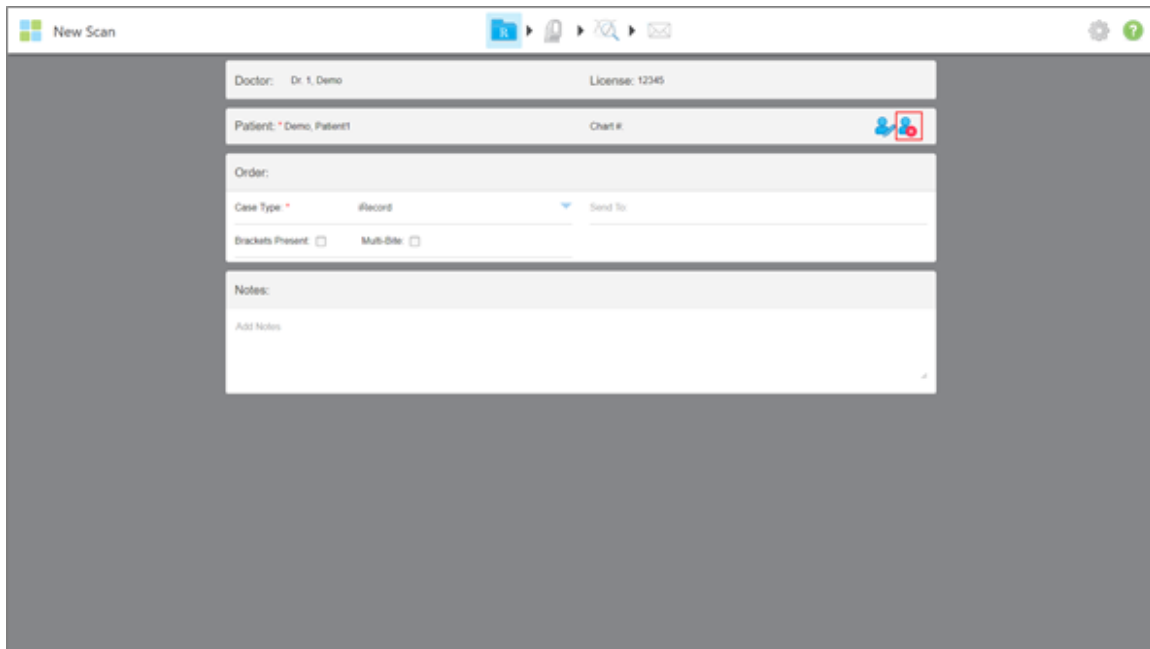 New Scan
R
?
Doctor: Dr. 1, Demo License: 12345
Patient: * Demo, Patient1 Chart #:
Order:
Case Type: * iRecord Send To:
Brackets Present: Multi-Bite:
Notes:
Add Notes